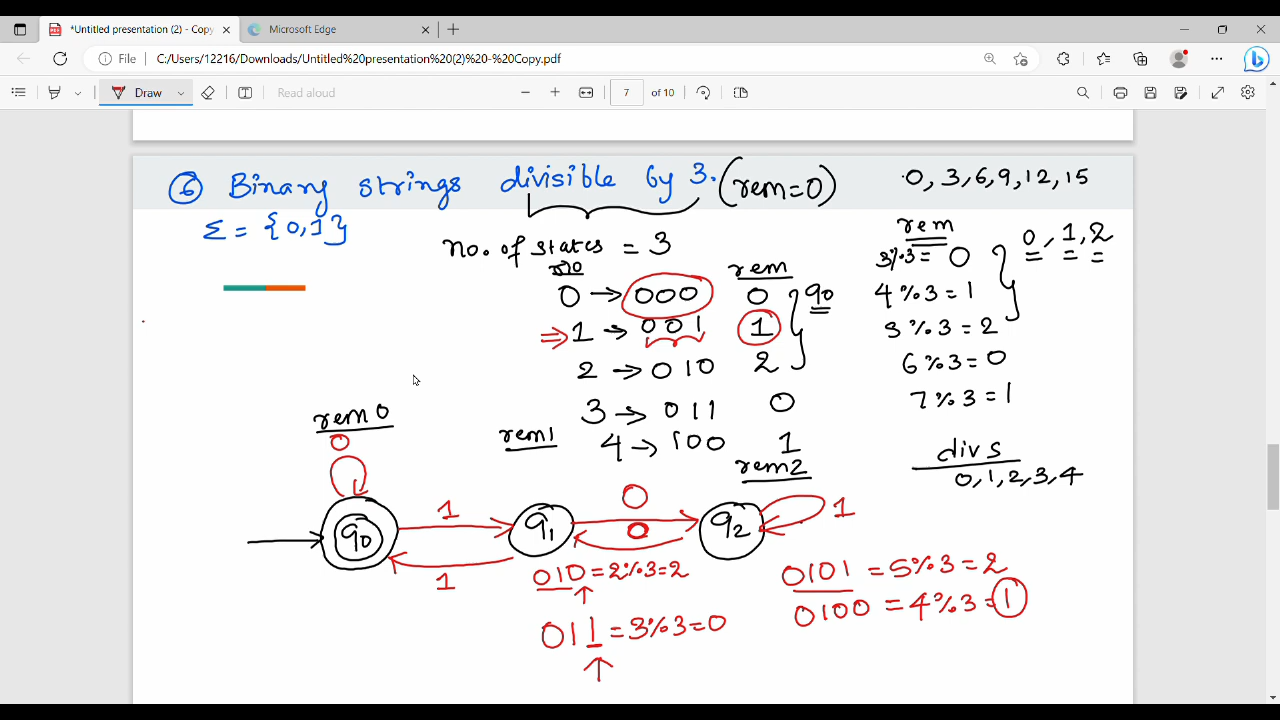 *Untitled presentation (2) - Copy
Microsoft Edge
File
C:/Users/12216/Downloads/Untitled%20presentation%20(2)%20-%20Copy.pdf
Draw
Read aloud
7 of 10
6 Binary strings divisible by 3. (rem=0)
0, 3, 6, 9, 12, 15
Σ = {0,1}
no. of states = 3
rem
rem
0 → 000 0
q0
1 → 001 1
2 → 010 2
3 → 011 0
4 → 100 1
3%3 = 0
0, 1, 2
4%3 = 1
5%3 = 2
6%3 = 0
7%3 = 1
div 5
0, 1, 2, 3, 4
rem 0
rem1
rem2
0
q0
1
1
q1
0
0
q2
1
010 = 2%3=2
011 = 3%3=0
0101 = 5%3 = 2
0100 = 4%3 = 1